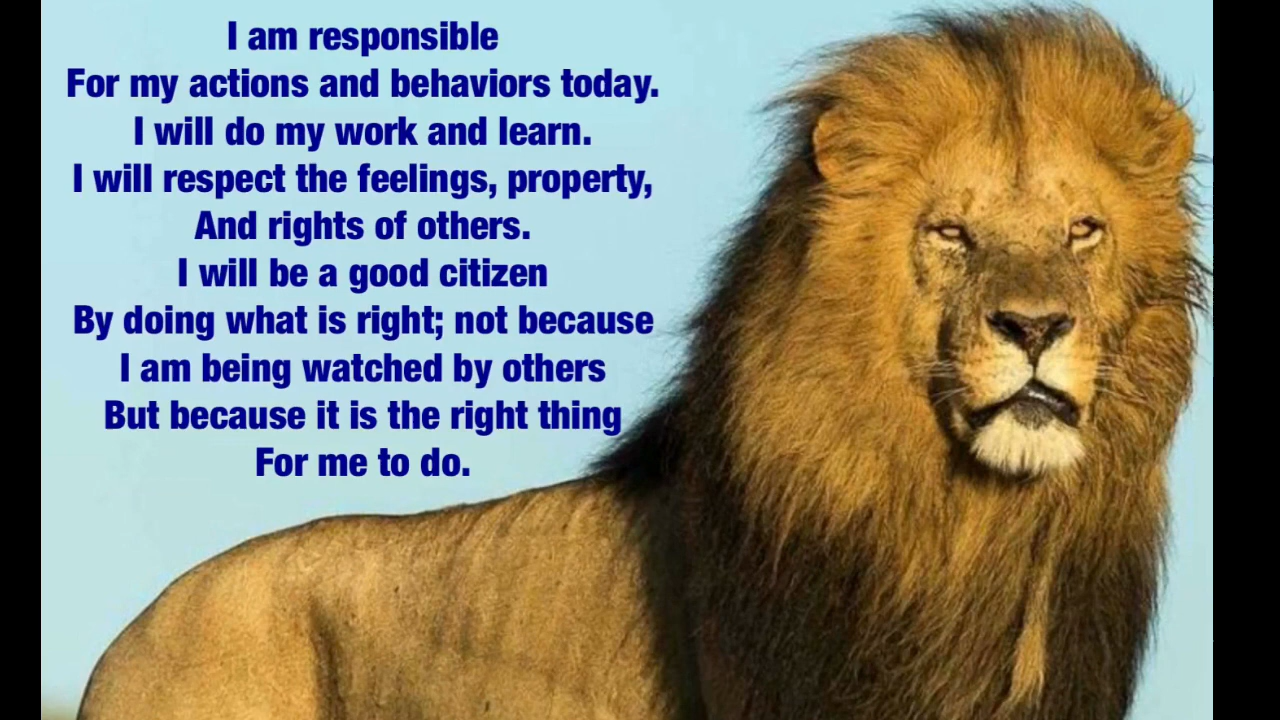 I am responsible
For my actions and behaviors today.
I will do my work and learn.
I will respect the feelings, property,
And rights of others.
I will be a good citizen
By doing what is right; not because
I am being watched by others
But because it is the right thing
For me to do.